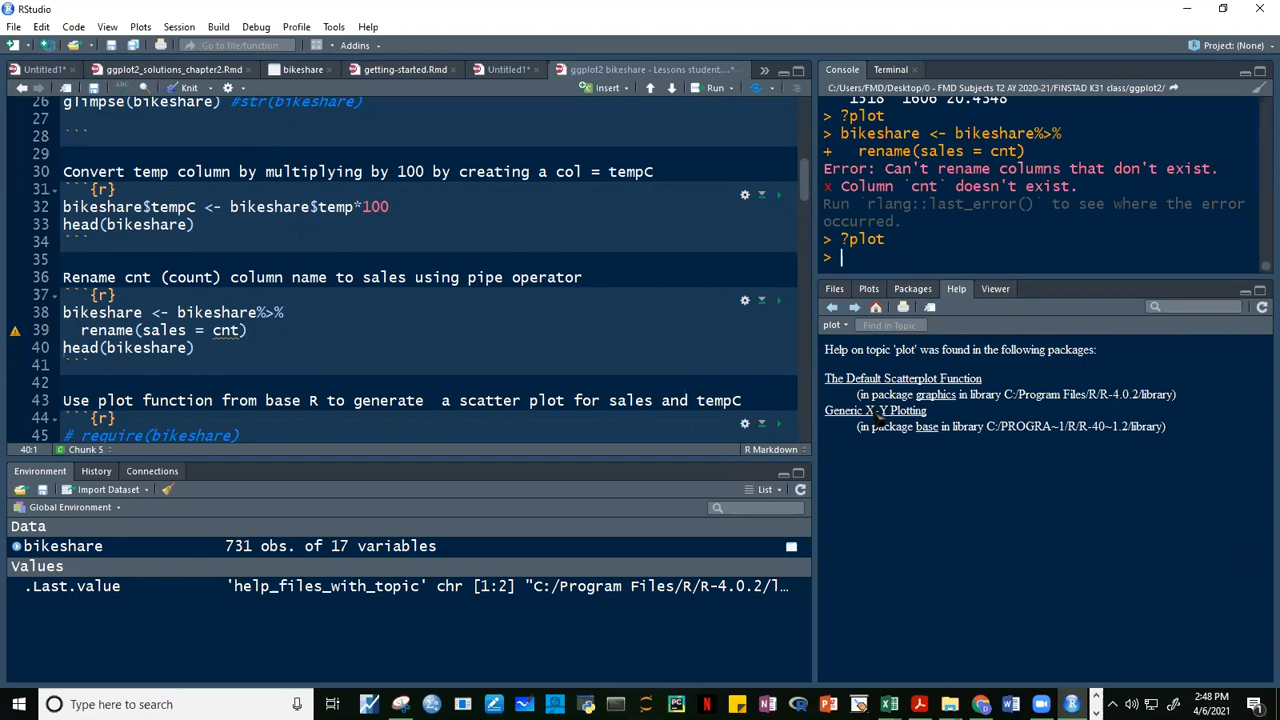 RStudio
File Edit Code View Plots Session Build Debug Profile Tools Help
Go to file/function Addins Project: (None)
Untitled1* ggplot2_solutions_chapter2.Rmd bikeshare getting-started.Rmd Untitled1* ggplot2 bikeshare - Lessons student....*
Knit Insert Run
26 glimpse(bikeshare) #str(bikeshare)
27
28 ```
29
30 Convert temp column by multiplying by 100 by creating a col = tempC
31 ```{r}
32 bikeshare$tempC <- bikeshare$temp*100
33 head(bikeshare)
34 ```
35
36 Rename cnt (count) column name to sales using pipe operator
37 ```{r}
38 bikeshare <- bikeshare%>%
39 rename(sales = cnt)
40 head(bikeshare)
41 ```
42
43 Use plot function from base R to generate a scatter plot for sales and tempC
44 ```{r}
45 # require(bikeshare)
40:1 Chunk 5 R Markdown
Environment History Connections
Import Dataset List
Global Environment
Data
bikeshare 731 obs. of 17 variables
Values
.Last.value 'help_files_with_topic' chr [1:2] "C:/Program Files/R/R-4.0.2/l…
Console Terminal
C:/Users/FMD/Desktop/0 - FMD Subjects T2 AY 2020-21/FINSTAD K31 class/ggplot2/
1518 1606 20.4348
> ?plot
> bikeshare <- bikeshare%>%
+ rename(sales = cnt)
Error: Can't rename columns that don't exist.
x Column `cnt` doesn't exist.
Run `rlang::last_error()` to see where the error
occurred.
> ?plot
>
Files Plots Packages Help Viewer
plot Find in Topic
Help on topic 'plot' was found in the following packages:
The Default Scatterplot Function
(in package graphics in library C:/Program Files/R/R-4.0.2/library)
Generic X-Y Plotting
(in package base in library C:/PROGRA~1/R/R-40~1.2/library)
Type here to search
2:48 PM
4/6/2021